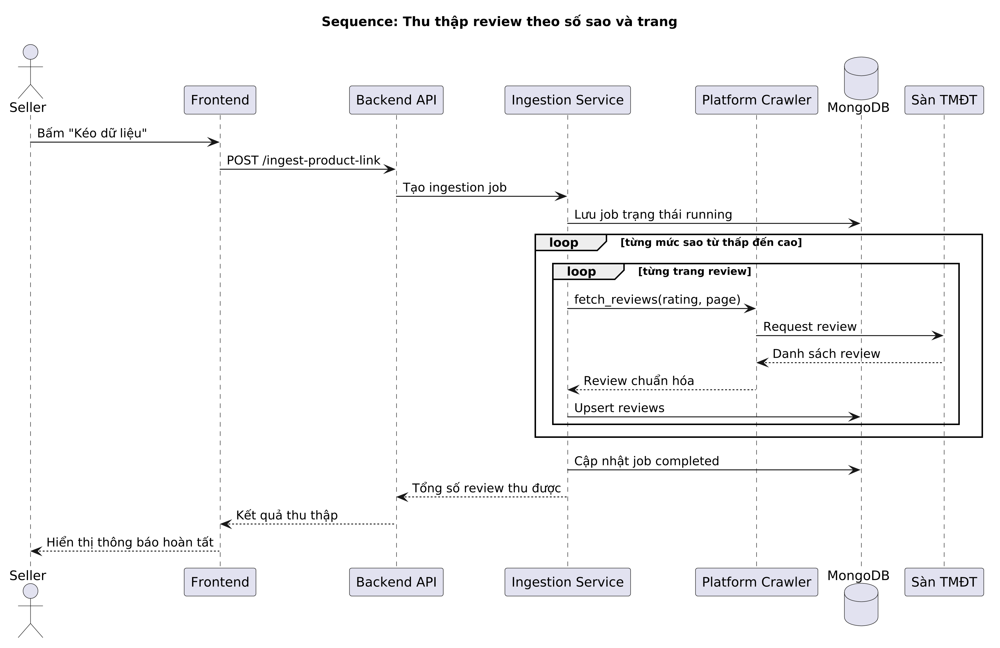 Sequence: Thu thập review theo số sao và trang
Seller
Frontend
Backend API
Ingestion Service
Platform Crawler
MongoDB
Sàn TMĐT
Bấm "Kéo dữ liệu"
POST /ingest-product-link
Tạo ingestion job
Lưu job trạng thái running
loop [từng mức sao từ thấp đến cao]
loop [từng trang review]
fetch_reviews(rating, page)
Request review
Danh sách review
Review chuẩn hóa
Upsert reviews
Cập nhật job completed
Tổng số review thu được
Kết quả thu thập
Hiển thị thông báo hoàn tất
Seller
Frontend
Backend API
Ingestion Service
Platform Crawler
MongoDB
Sàn TMĐT